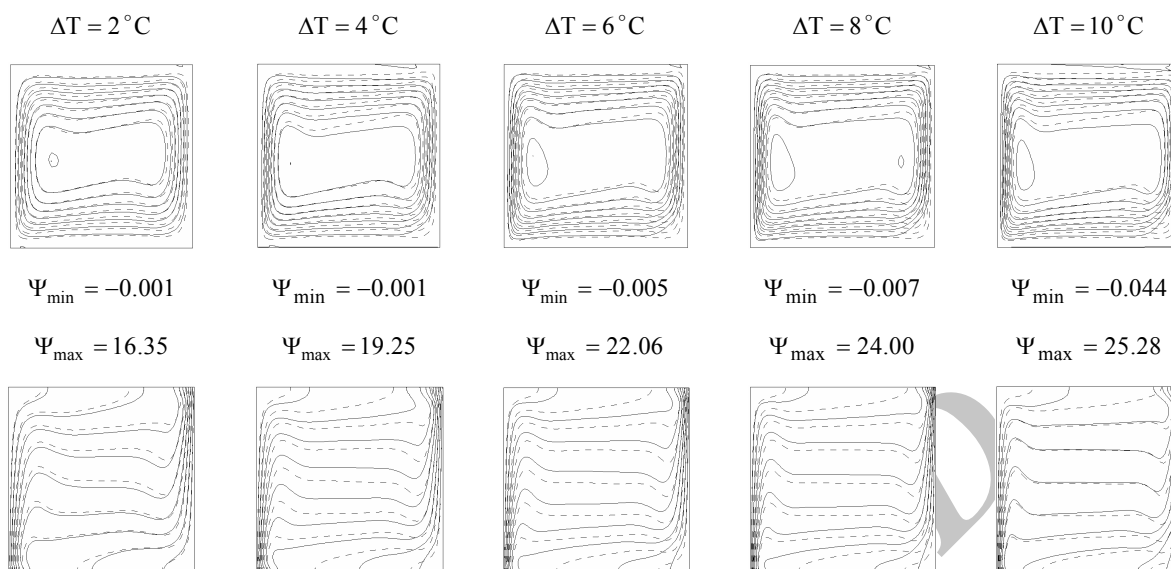 ΔT = 2 °C ΔT = 4 °C ΔT = 6 °C ΔT = 8 °C ΔT = 10 °C
Ψmin = −0.001 Ψmin = −0.001 Ψmin = −0.005 Ψmin = −0.007 Ψmin = −0.044
Ψmax = 16.35 Ψmax = 19.25 Ψmax = 22.06 Ψmax = 24.00 Ψmax = 25.28
D